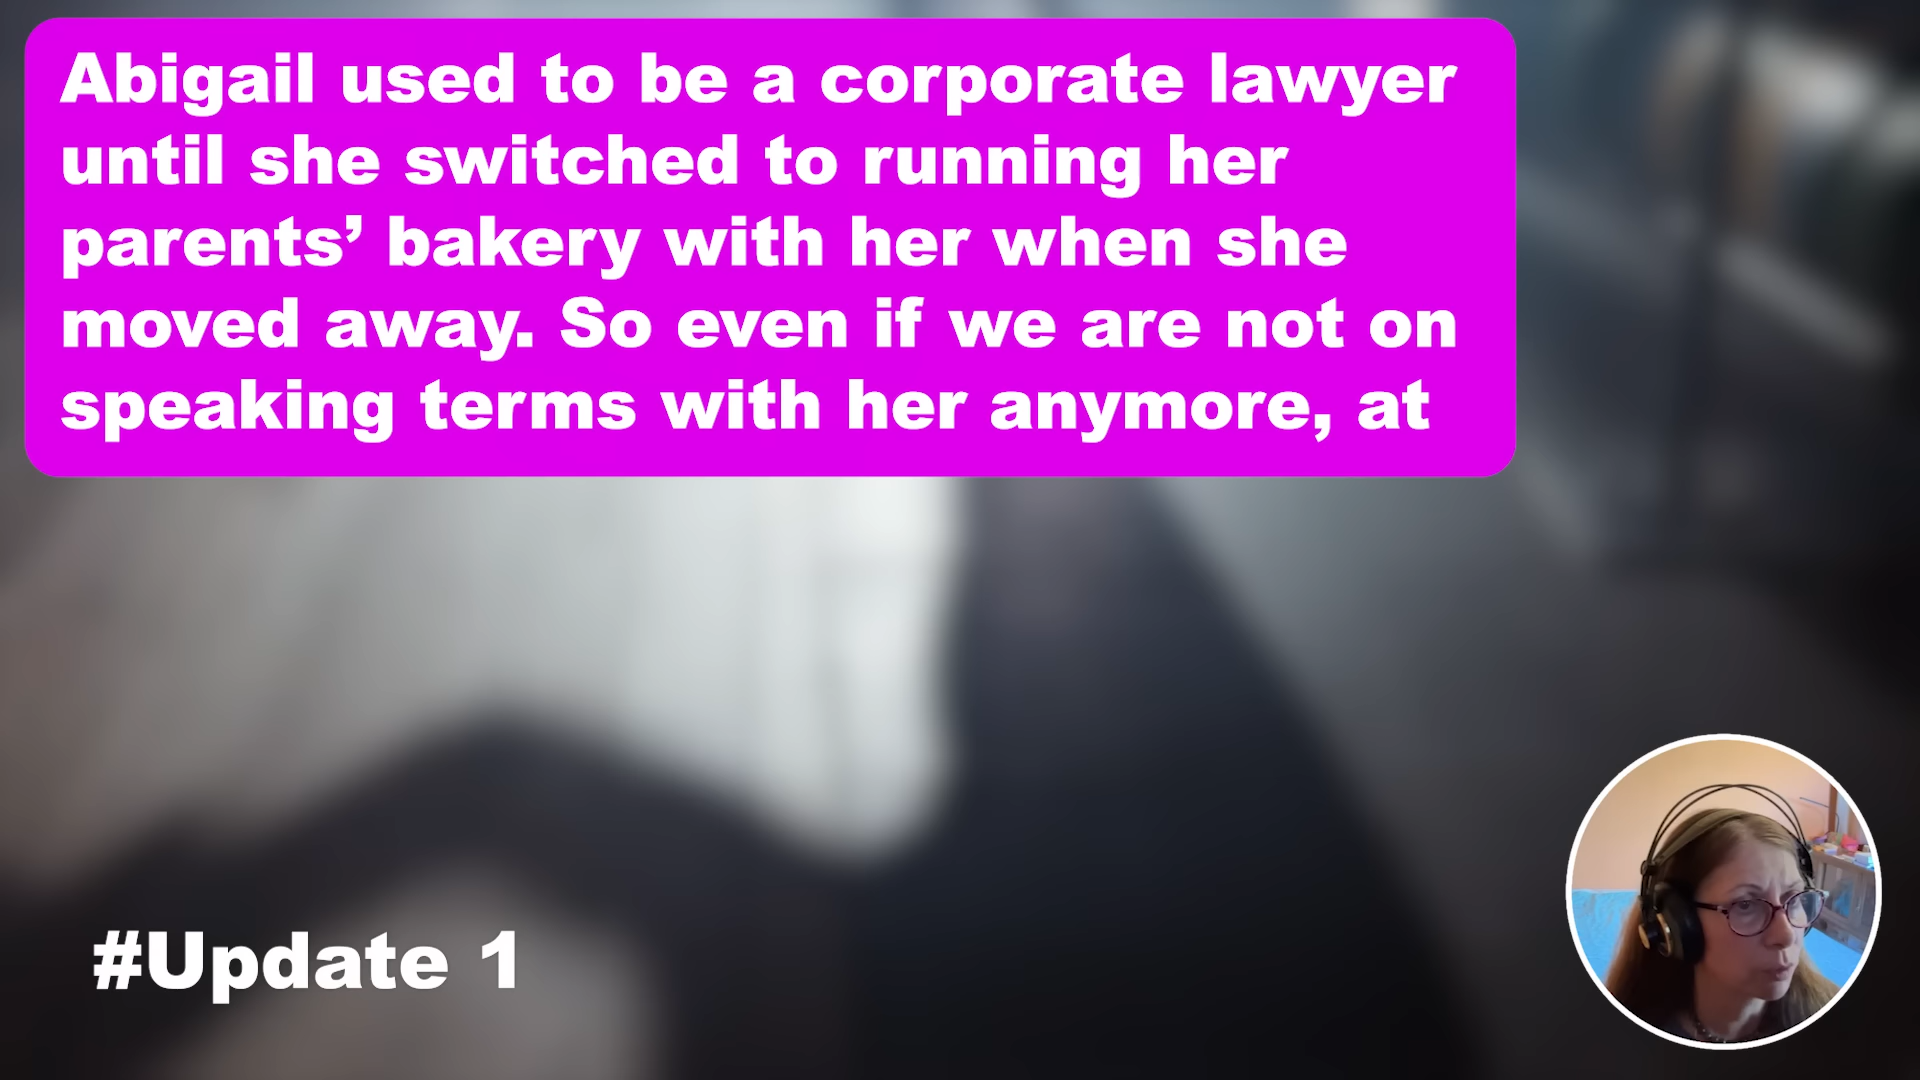 Abigail used to be a corporate lawyer
until she switched to running her
parents’ bakery with her when she
moved away. So even if we are not on
speaking terms with her anymore, at
#Update 1